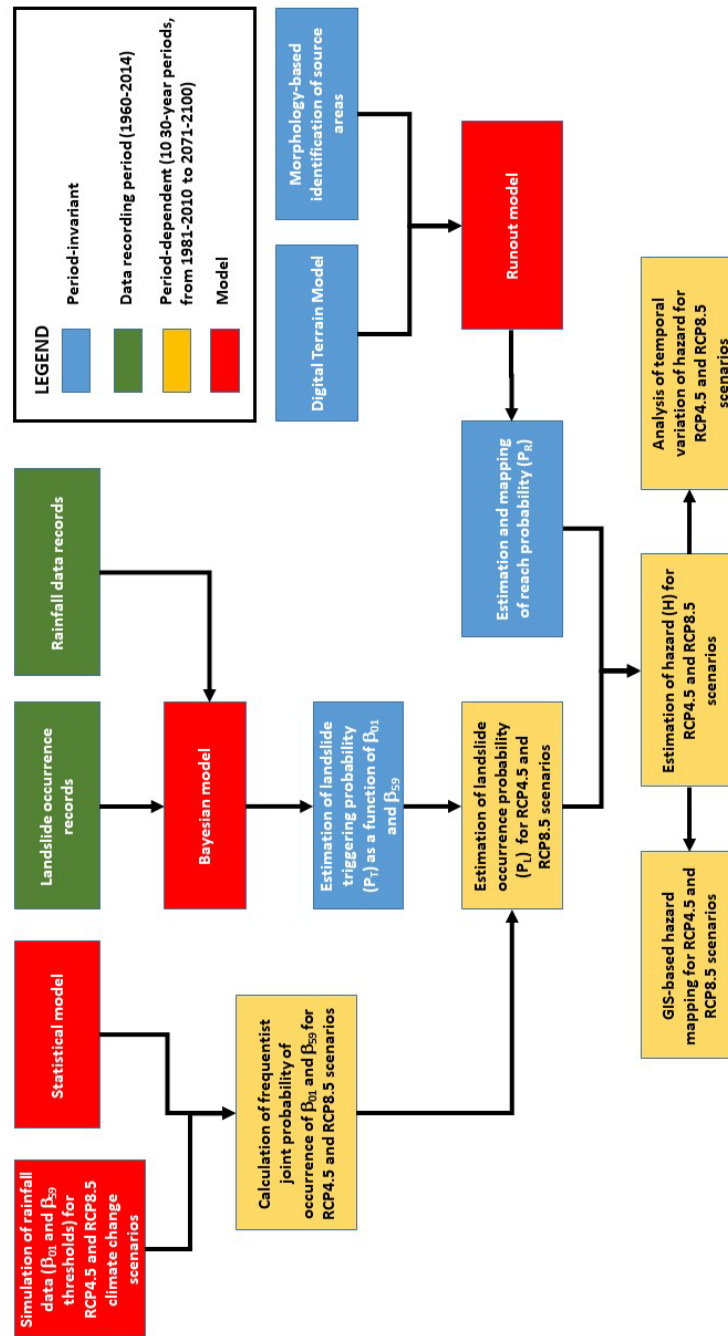 Simulation of rainfall
data (β01 and β59
thresholds) for
RCP4.5 and RCP8.5
climate change
scenarios
Statistical model
Landslide occurrence
records
Rainfall data records
LEGEND
Period-invariant
Data recording period (1960-2014)
Period-dependent (10 30-year periods,
from 1981-2010 to 2071-2100)
Model
Calculation of frequentist
joint probability of
occurrence of β01 and β59 for
RCP4.5 and RCP8.5 scenarios
Bayesian model
Estimation of landslide
triggering probability
(PT) as a function of β01
and β59
Digital Terrain Model
Morphology-based
identification of source
areas
Estimation of landslide
occurrence probability
(PL) for RCP4.5 and
RCP8.5 scenarios
Estimation and mapping
of reach probability (PR)
Runout model
GIS-based hazard
mapping for RCP4.5 and
RCP8.5 scenarios
Estimation of hazard (H) for
RCP4.5 and RCP8.5
scenarios
Analysis of temporal
variation of hazard for
RCP4.5 and RCP8.5
scenarios